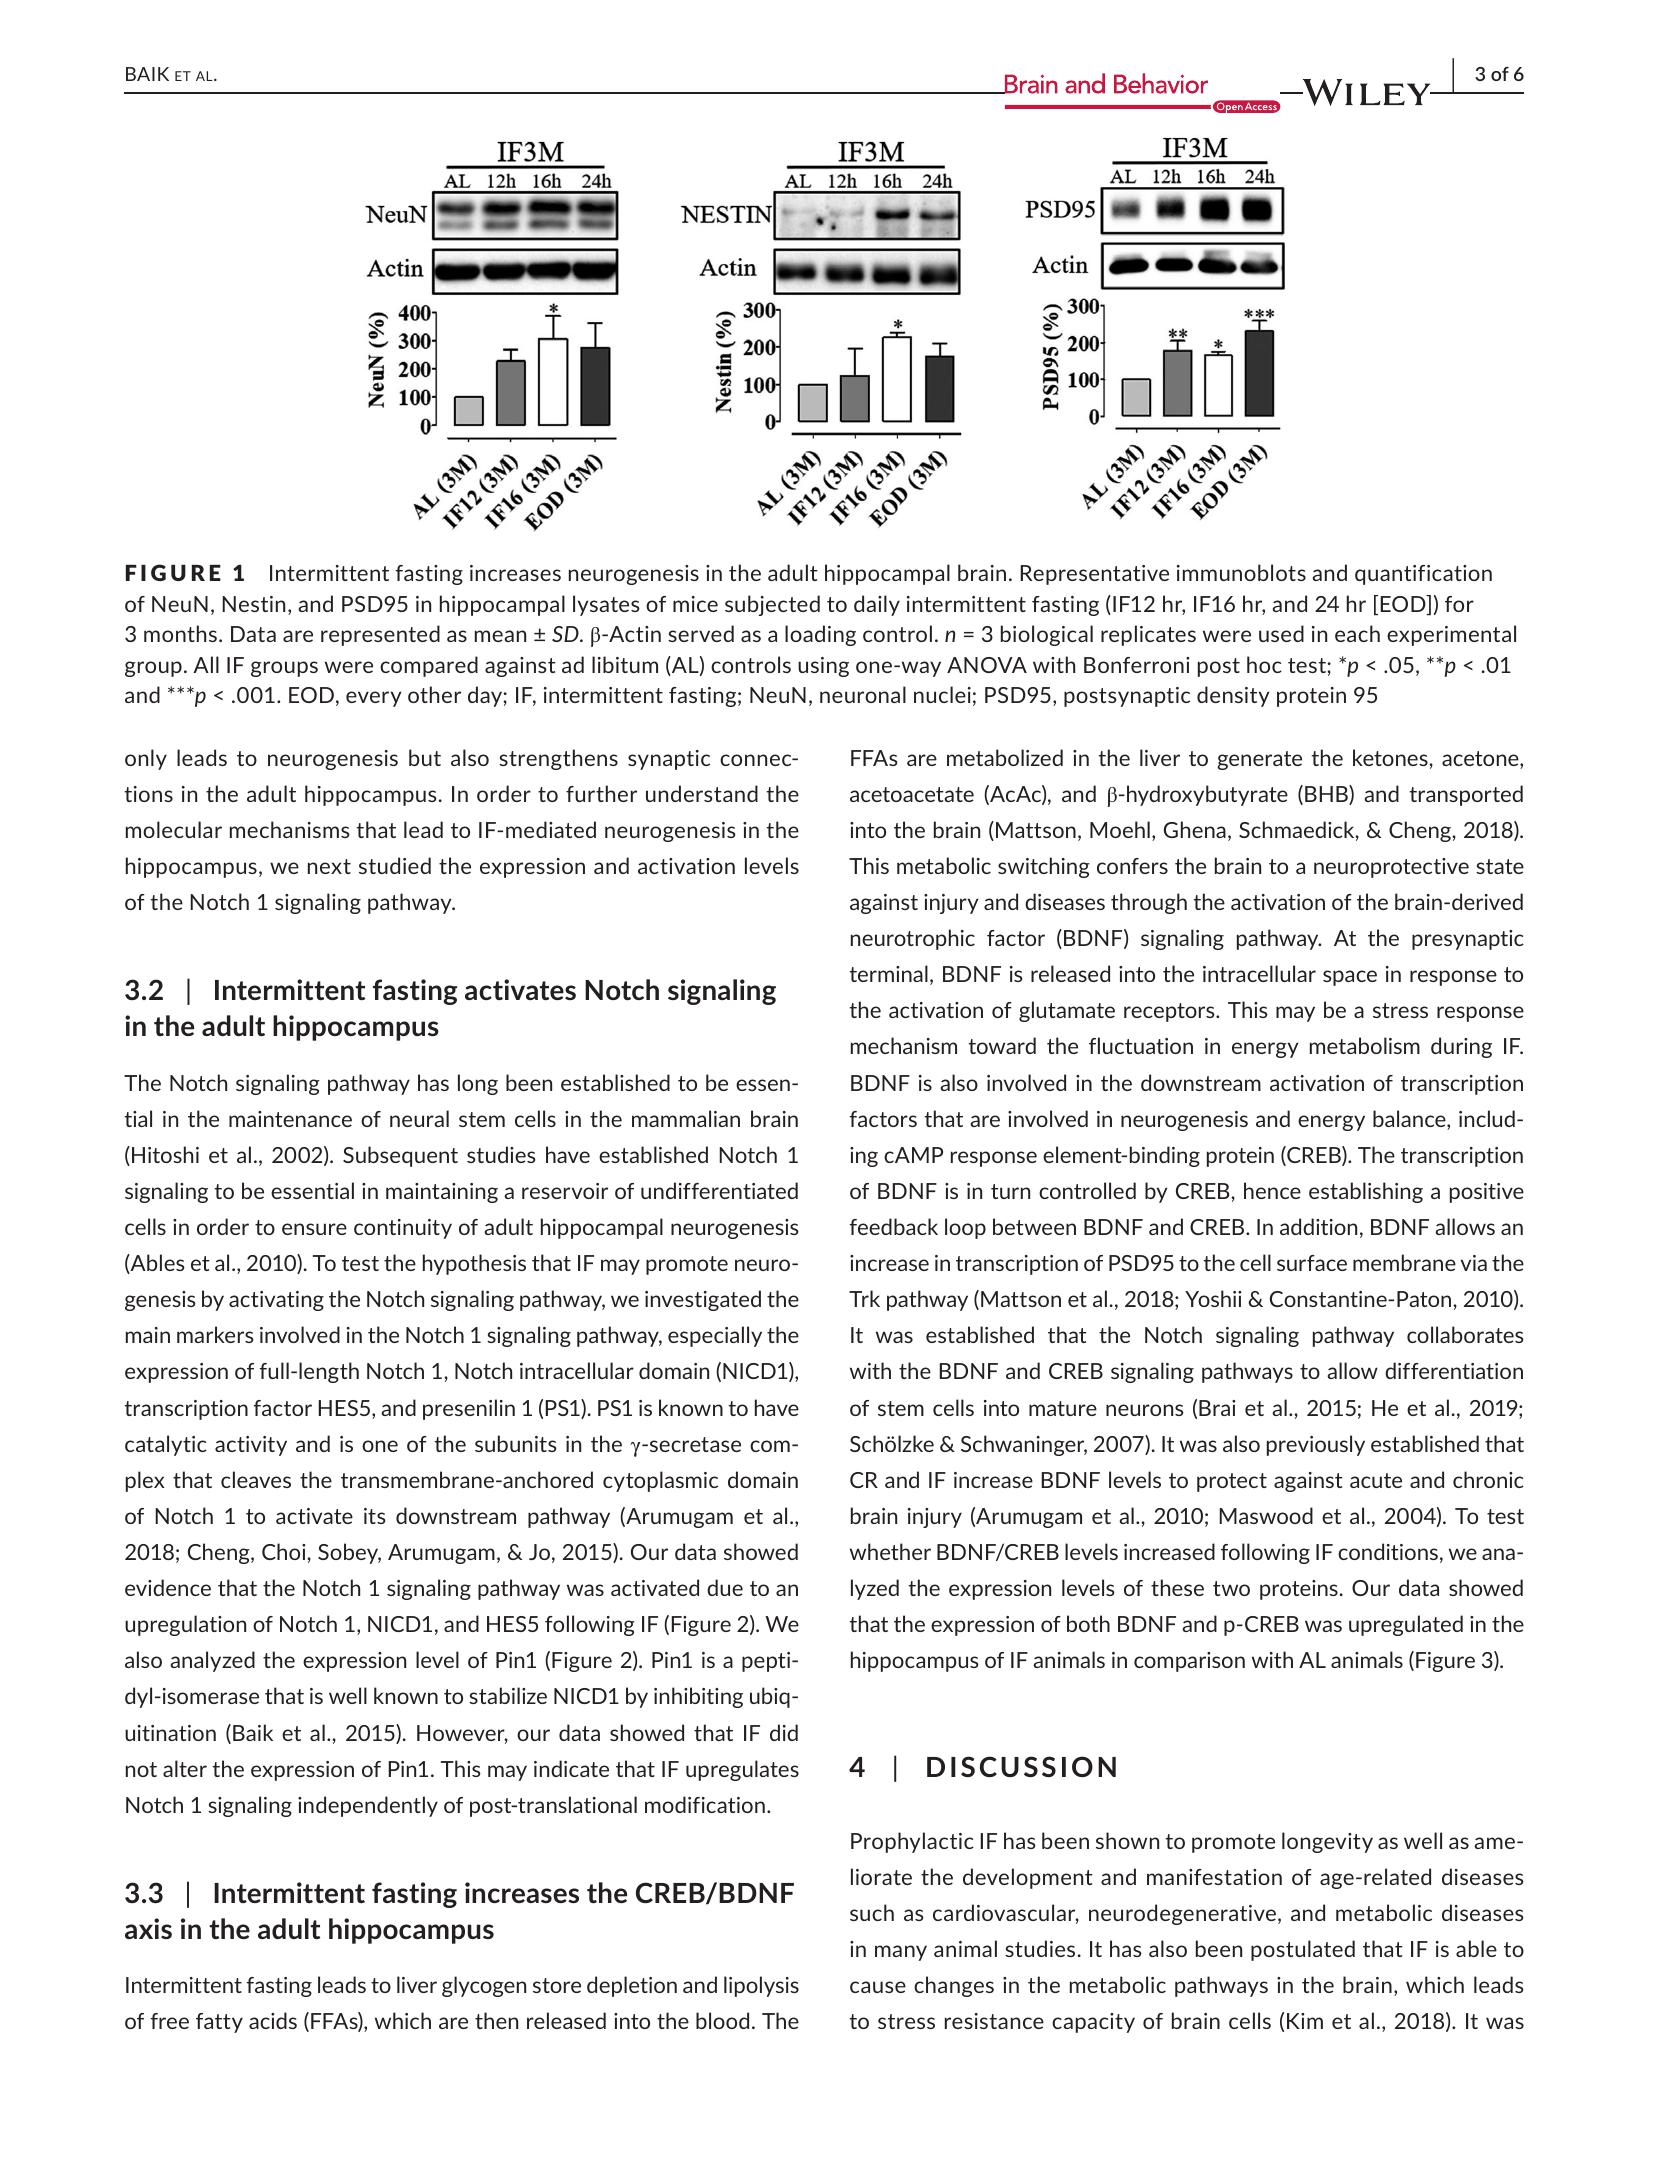 BAIK ET AL.
Brain and Behavior
Open Access
WILEY
3 of 6
IF3M
AL 12h 16h 24h
NeuN
Actin
NeuN (%)
400
300
200
100
0
*
AL (3M)
IF12 (3M)
IF16 (3M)
EOD (3M)
IF3M
AL 12h 16h 24h
NESTIN
Actin
Nestin (%)
300
200
100
0
*
AL (3M)
IF12 (3M)
IF16 (3M)
EOD (3M)
IF3M
AL 12h 16h 24h
PSD95
Actin
PSD95 (%)
300
200
100
0
**
*
***
AL (3M)
IF12 (3M)
IF16 (3M)
EOD (3M)
FIGURE 1 Intermittent fasting increases neurogenesis in the adult hippocampal brain. Representative immunoblots and quantification
of NeuN, Nestin, and PSD95 in hippocampal lysates of mice subjected to daily intermittent fasting (IF12 hr, IF16 hr, and 24 hr [EOD]) for
3 months. Data are represented as mean ± SD. β-Actin served as a loading control. n = 3 biological replicates were used in each experimental
group. All IF groups were compared against ad libitum (AL) controls using one-way ANOVA with Bonferroni post hoc test; *p < .05, **p < .01
and ***p < .001. EOD, every other day; IF, intermittent fasting; NeuN, neuronal nuclei; PSD95, postsynaptic density protein 95
only leads to neurogenesis but also strengthens synaptic connec-
tions in the adult hippocampus. In order to further understand the
molecular mechanisms that lead to IF-mediated neurogenesis in the
hippocampus, we next studied the expression and activation levels
of the Notch 1 signaling pathway.
3.2 | Intermittent fasting activates Notch signaling
in the adult hippocampus
The Notch signaling pathway has long been established to be essen-
tial in the maintenance of neural stem cells in the mammalian brain
(Hitoshi et al., 2002). Subsequent studies have established Notch 1
signaling to be essential in maintaining a reservoir of undifferentiated
cells in order to ensure continuity of adult hippocampal neurogenesis
(Ables et al., 2010). To test the hypothesis that IF may promote neuro-
genesis by activating the Notch signaling pathway, we investigated the
main markers involved in the Notch 1 signaling pathway, especially the
expression of full-length Notch 1, Notch intracellular domain (NICD1),
transcription factor HES5, and presenilin 1 (PS1). PS1 is known to have
catalytic activity and is one of the subunits in the γ-secretase com-
plex that cleaves the transmembrane-anchored cytoplasmic domain
of Notch 1 to activate its downstream pathway (Arumugam et al.,
2018; Cheng, Choi, Sobey, Arumugam, & Jo, 2015). Our data showed
evidence that the Notch 1 signaling pathway was activated due to an
upregulation of Notch 1, NICD1, and HES5 following IF (Figure 2). We
also analyzed the expression level of Pin1 (Figure 2). Pin1 is a pepti-
dyl-isomerase that is well known to stabilize NICD1 by inhibiting ubiq-
uitination (Baik et al., 2015). However, our data showed that IF did
not alter the expression of Pin1. This may indicate that IF upregulates
Notch 1 signaling independently of post-translational modification.
3.3 | Intermittent fasting increases the CREB/BDNF
axis in the adult hippocampus
Intermittent fasting leads to liver glycogen store depletion and lipolysis
of free fatty acids (FFAs), which are then released into the blood. The
FFAs are metabolized in the liver to generate the ketones, acetone,
acetoacetate (AcAc), and β-hydroxybutyrate (BHB) and transported
into the brain (Mattson, Moehl, Ghena, Schmaedick, & Cheng, 2018).
This metabolic switching confers the brain to a neuroprotective state
against injury and diseases through the activation of the brain-derived
neurotrophic factor (BDNF) signaling pathway. At the presynaptic
terminal, BDNF is released into the intracellular space in response to
the activation of glutamate receptors. This may be a stress response
mechanism toward the fluctuation in energy metabolism during IF.
BDNF is also involved in the downstream activation of transcription
factors that are involved in neurogenesis and energy balance, includ-
ing cAMP response element-binding protein (CREB). The transcription
of BDNF is in turn controlled by CREB, hence establishing a positive
feedback loop between BDNF and CREB. In addition, BDNF allows an
increase in transcription of PSD95 to the cell surface membrane via the
Trk pathway (Mattson et al., 2018; Yoshii & Constantine-Paton, 2010).
It was established that the Notch signaling pathway collaborates
with the BDNF and CREB signaling pathways to allow differentiation
of stem cells into mature neurons (Brai et al., 2015; He et al., 2019;
Schölzke & Schwaninger, 2007). It was also previously established that
CR and IF increase BDNF levels to protect against acute and chronic
brain injury (Arumugam et al., 2010; Maswood et al., 2004). To test
whether BDNF/CREB levels increased following IF conditions, we ana-
lyzed the expression levels of these two proteins. Our data showed
that the expression of both BDNF and p-CREB was upregulated in the
hippocampus of IF animals in comparison with AL animals (Figure 3).
4 | DISCUSSION
Prophylactic IF has been shown to promote longevity as well as ame-
liorate the development and manifestation of age-related diseases
such as cardiovascular, neurodegenerative, and metabolic diseases
in many animal studies. It has also been postulated that IF is able to
cause changes in the metabolic pathways in the brain, which leads
to stress resistance capacity of brain cells (Kim et al., 2018). It was